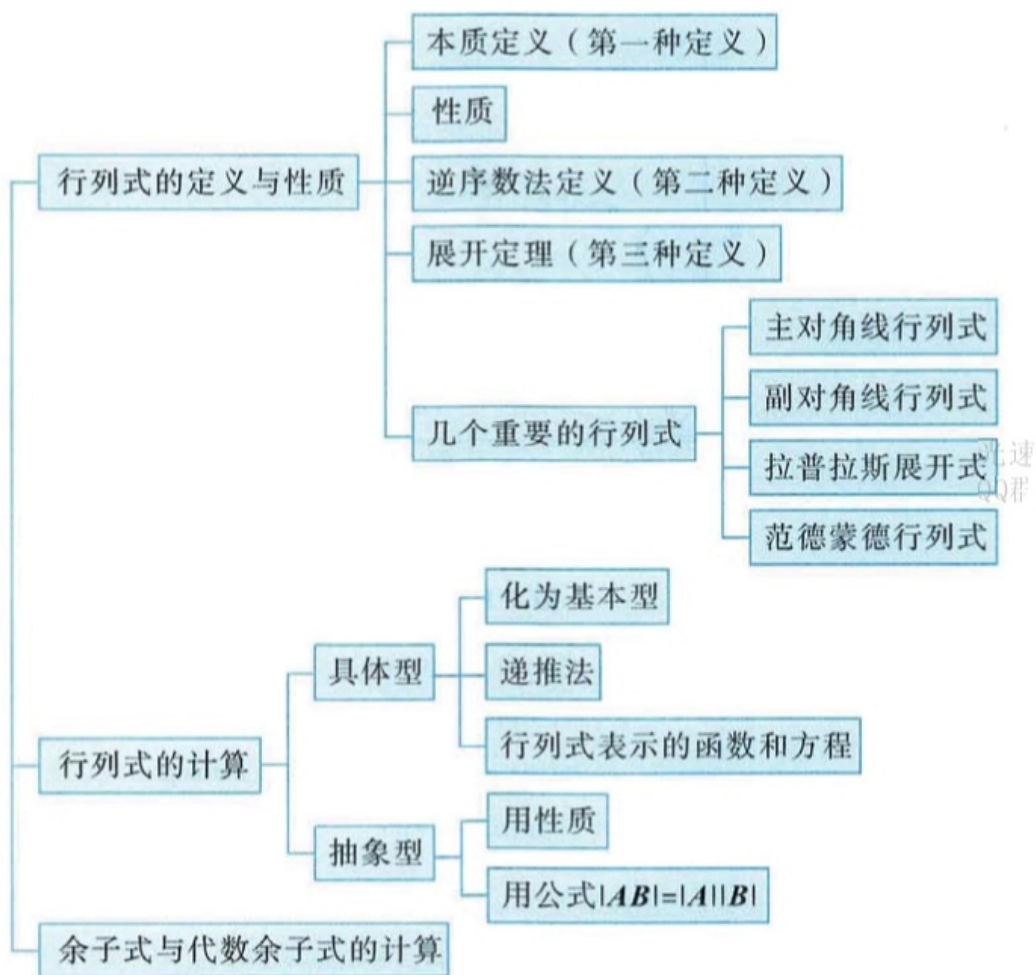 本质定义（第一种定义）
性质
行列式的定义与性质
逆序数法定义（第二种定义）
展开定理（第三种定义）
主对角线行列式
副对角线行列式
几个重要的行列式
拉普拉斯展开式
光速
QQ群
范德蒙德行列式
化为基本型
具体型
递推法
行列式表示的函数和方程
行列式的计算
用性质
抽象型
用公式|AB|=|A||B|
余子式与代数余子式的计算